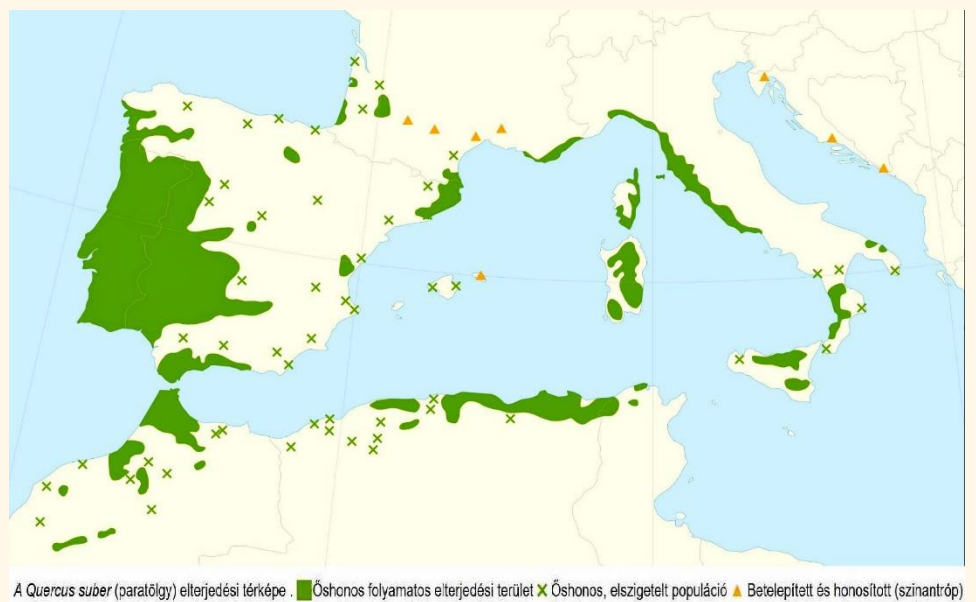 A Quercus suber (paratölgy) elterjedési térképe . Őshonos folyamatos elterjedési terület Őshonos, elszigetelt populáció Betelepített és honosított (szinantróp)